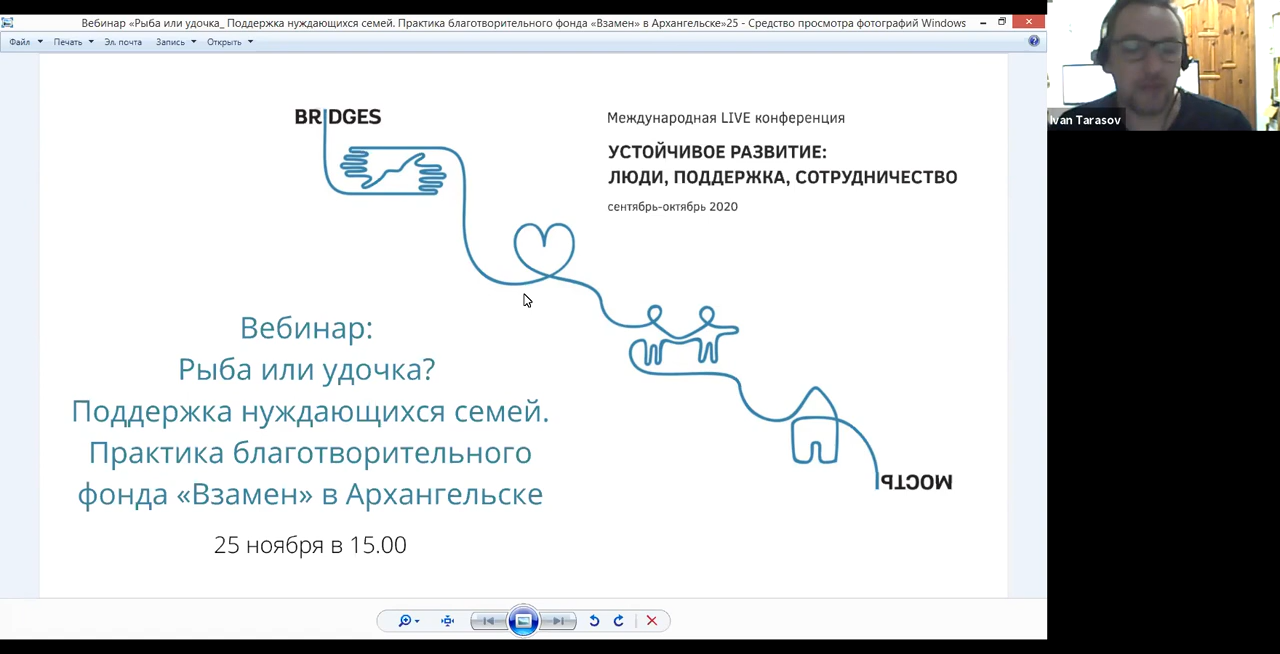 Вебинар «Рыба или удочка_ Поддержка нуждающихся семей. Практика благотворительного фонда «Взамен» в Архангельске»25 - Средство просмотра фотографий Windows
Файл Печать Эл. почта Запись Открыть
BRIDGES
Международная LIVE конференция
УСТОЙЧИВОЕ РАЗВИТИЕ:
ЛЮДИ, ПОДДЕРЖКА, СОТРУДНИЧЕСТВО
сентябрь-октябрь 2020
Вебинар:
Рыба или удочка?
Поддержка нуждающихся семей.
Практика благотворительного
фонда «Взамен» в Архангельске
25 ноября в 15.00
МОСТЫ
Ivan Tarasov